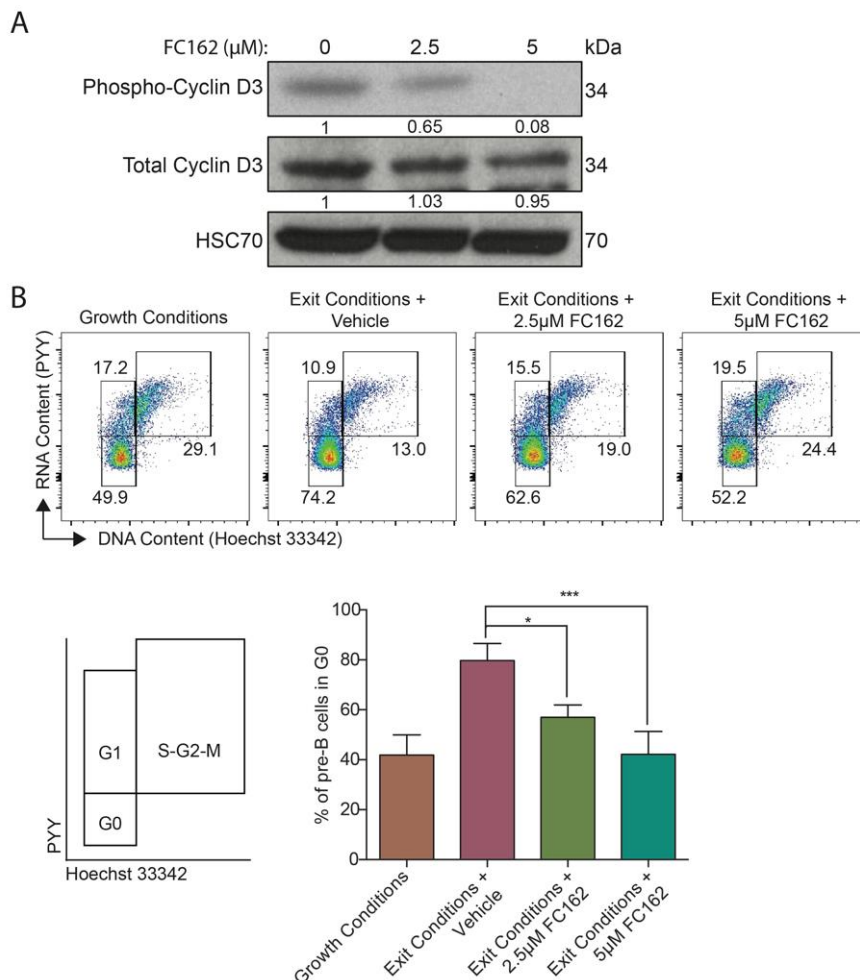 A
FC162 (μM): 0 2.5 5 kDa
Phospho-Cyclin D3 34
1 0.65 0.08
Total Cyclin D3 34
1 1.03 0.95
HSC70 70
B
Growth Conditions
Exit Conditions +
Vehicle
Exit Conditions +
2.5μM FC162
Exit Conditions +
5μM FC162
RNA Content (PYY)
17.2
29.1
49.9
10.9
13.0
74.2
15.5
19.0
62.6
19.5
24.4
52.2
DNA Content (Hoechst 33342)
G1
S-G2-M
G0
PYY
Hoechst 33342
% of pre-B cells in G0
100
80
60
40
20
0
*
***
Growth Conditions
Exit Conditions +
Vehicle
Exit Conditions +
2.5μM FC162
Exit Conditions +
5μM FC162